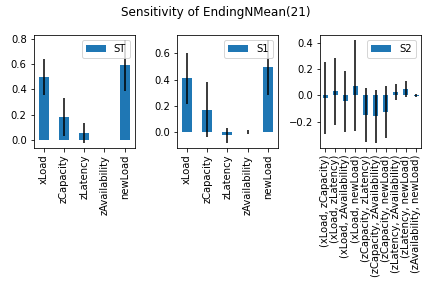 Sensitivity of EndingNMean(21)
ST
0.8
0.6
0.4
0.2
0.0
xLoad
zCapacity
zLatency
zAvailability
newLoad
S1
0.6
0.4
0.2
0.0
xLoad
zCapacity
zLatency
zAvailability
newLoad
S2
0.4
0.2
0.0
−0.2
(xLoad, zCapacity)
(xLoad, zLatency)
(xLoad, zAvailability)
(xLoad, newLoad)
(zCapacity, zLatency)
(zCapacity, zAvailability)
(zCapacity, newLoad)
(zLatency, zAvailability)
(zLatency, newLoad)
(zAvailability, newLoad)